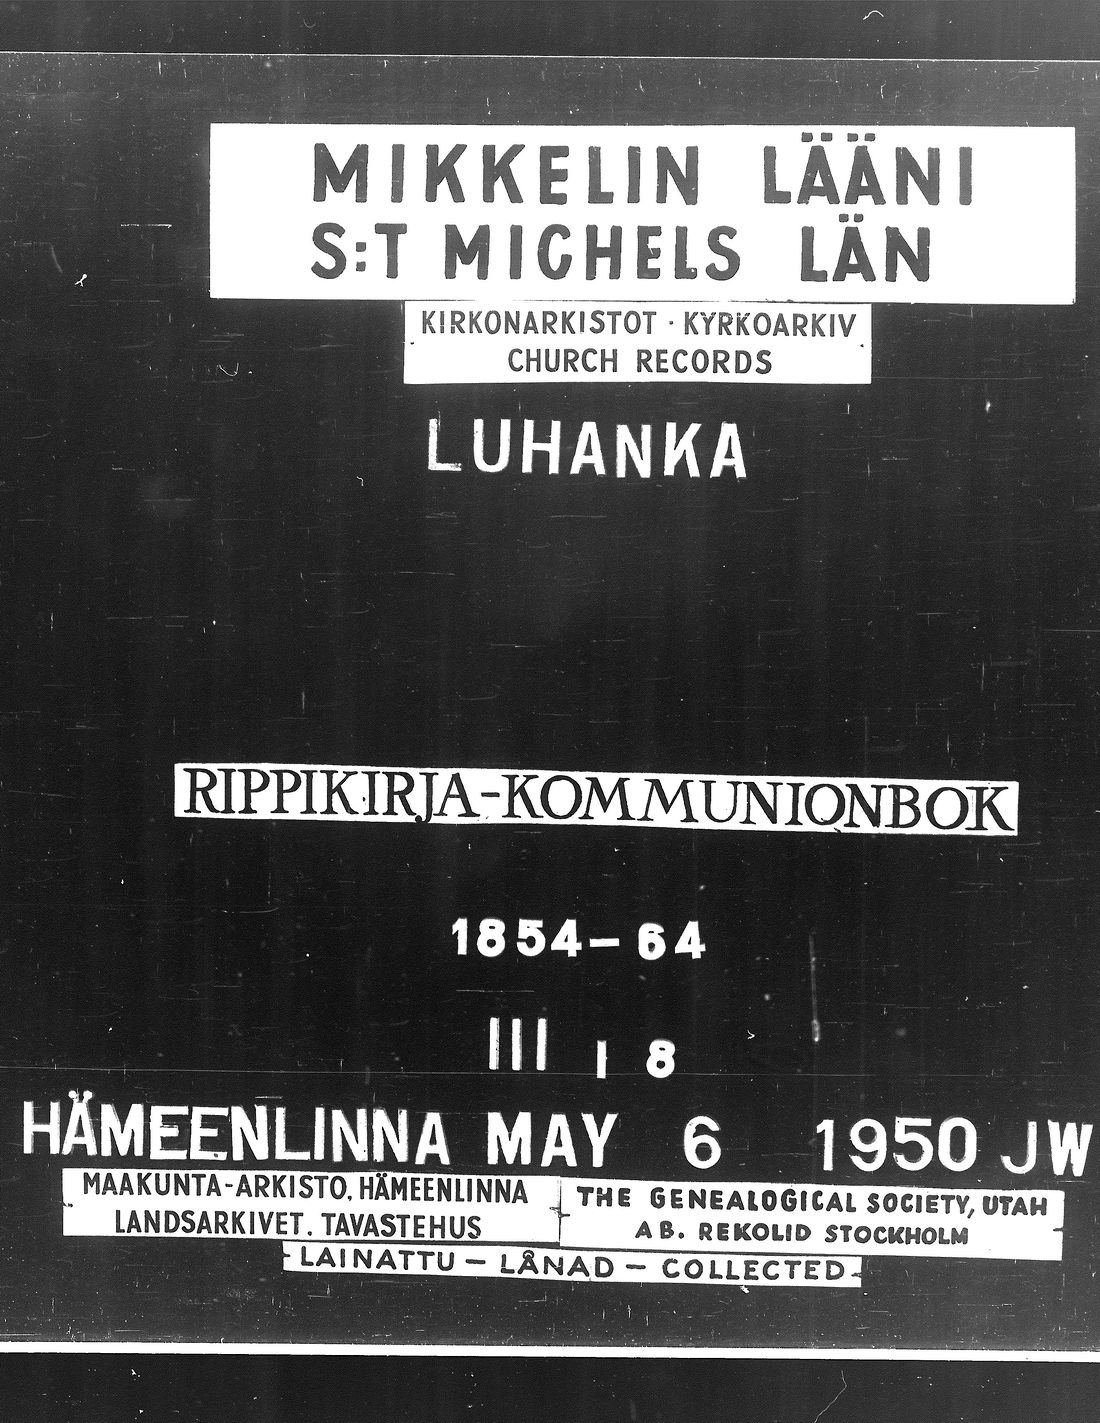 MIKKELIN LÄÄNI
S:T MICHELS LÄN
KIRKONARKISTOT · KYRKOARKIV
CHURCH RECORDS
LUHANKA
RIPPIKIRJA-KOMMUNIONBOK
1854-64
III I 8
HÄMEENLINNA MAY 6 1950 JW
MAAKUNTA-ARKISTO, HÄMEENLINNA
LANDSARKIVET. TAVASTEHUS
THE GENEALOGICAL SOCIETY, UTAH
AB. REKOLID STOCKHOLM
LAINATTU - LÅNAD - COLLECTED